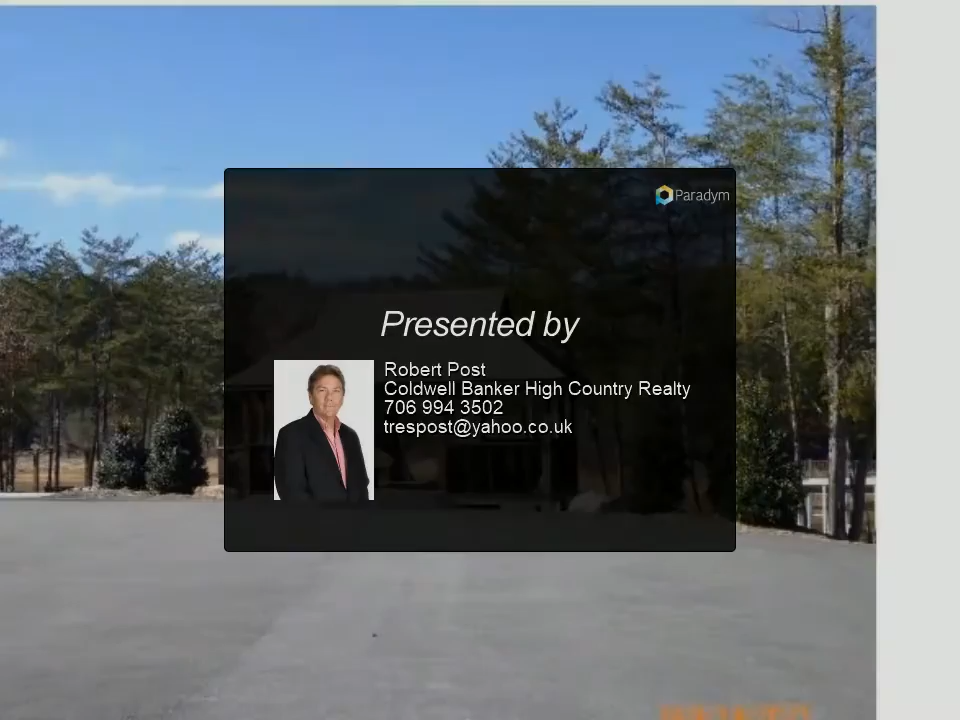 Paradym
Presented by
Robert Post
Coldwell Banker High Country Realty
706 994 3502
trespost@yahoo.co.uk